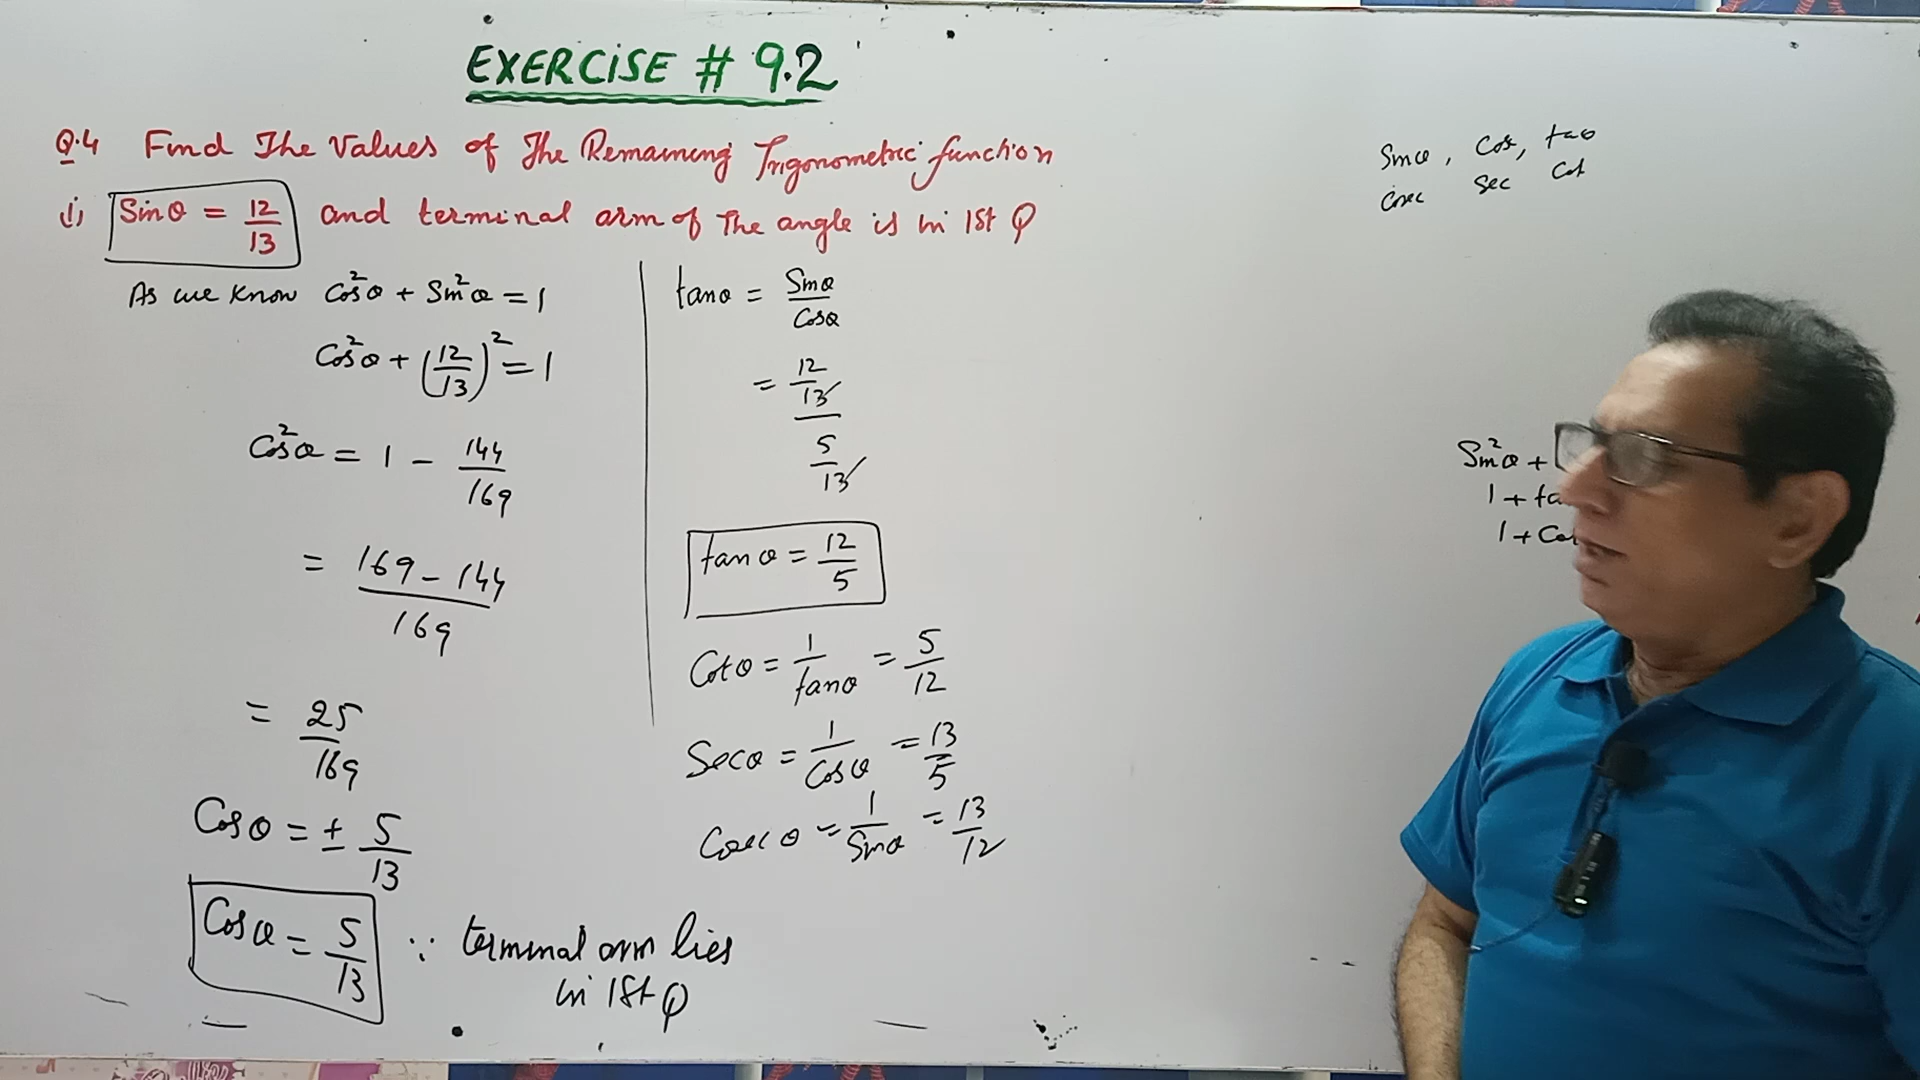 EXERCISE # 9.2
Q.4 Find The Values of The Remaining Trigonometric function
(i) Sinθ = 12/13 and terminal arm of The angle is in 1st Q
As we know Cos²θ + Sin²θ = 1
Cos²θ + (12/13)² = 1
Cos²θ = 1 - 144/169
= 169 - 144 / 169
= 25/169
Cosθ = ± 5/13
Cosθ = 5/13 ∵ terminal arm lies
in 1st Q
tanθ = Sinθ/Cosθ
= 12/13 / 5/13
tanθ = 12/5
Cotθ = 1/tanθ = 5/12
Secθ = 1/Cosθ = 13/5
Cosecθ = 1/Sinθ = 13/12
Sinθ, Cos, tan
Cosec Sec Cot
Sin²θ +
1 + ta
1 + Cot